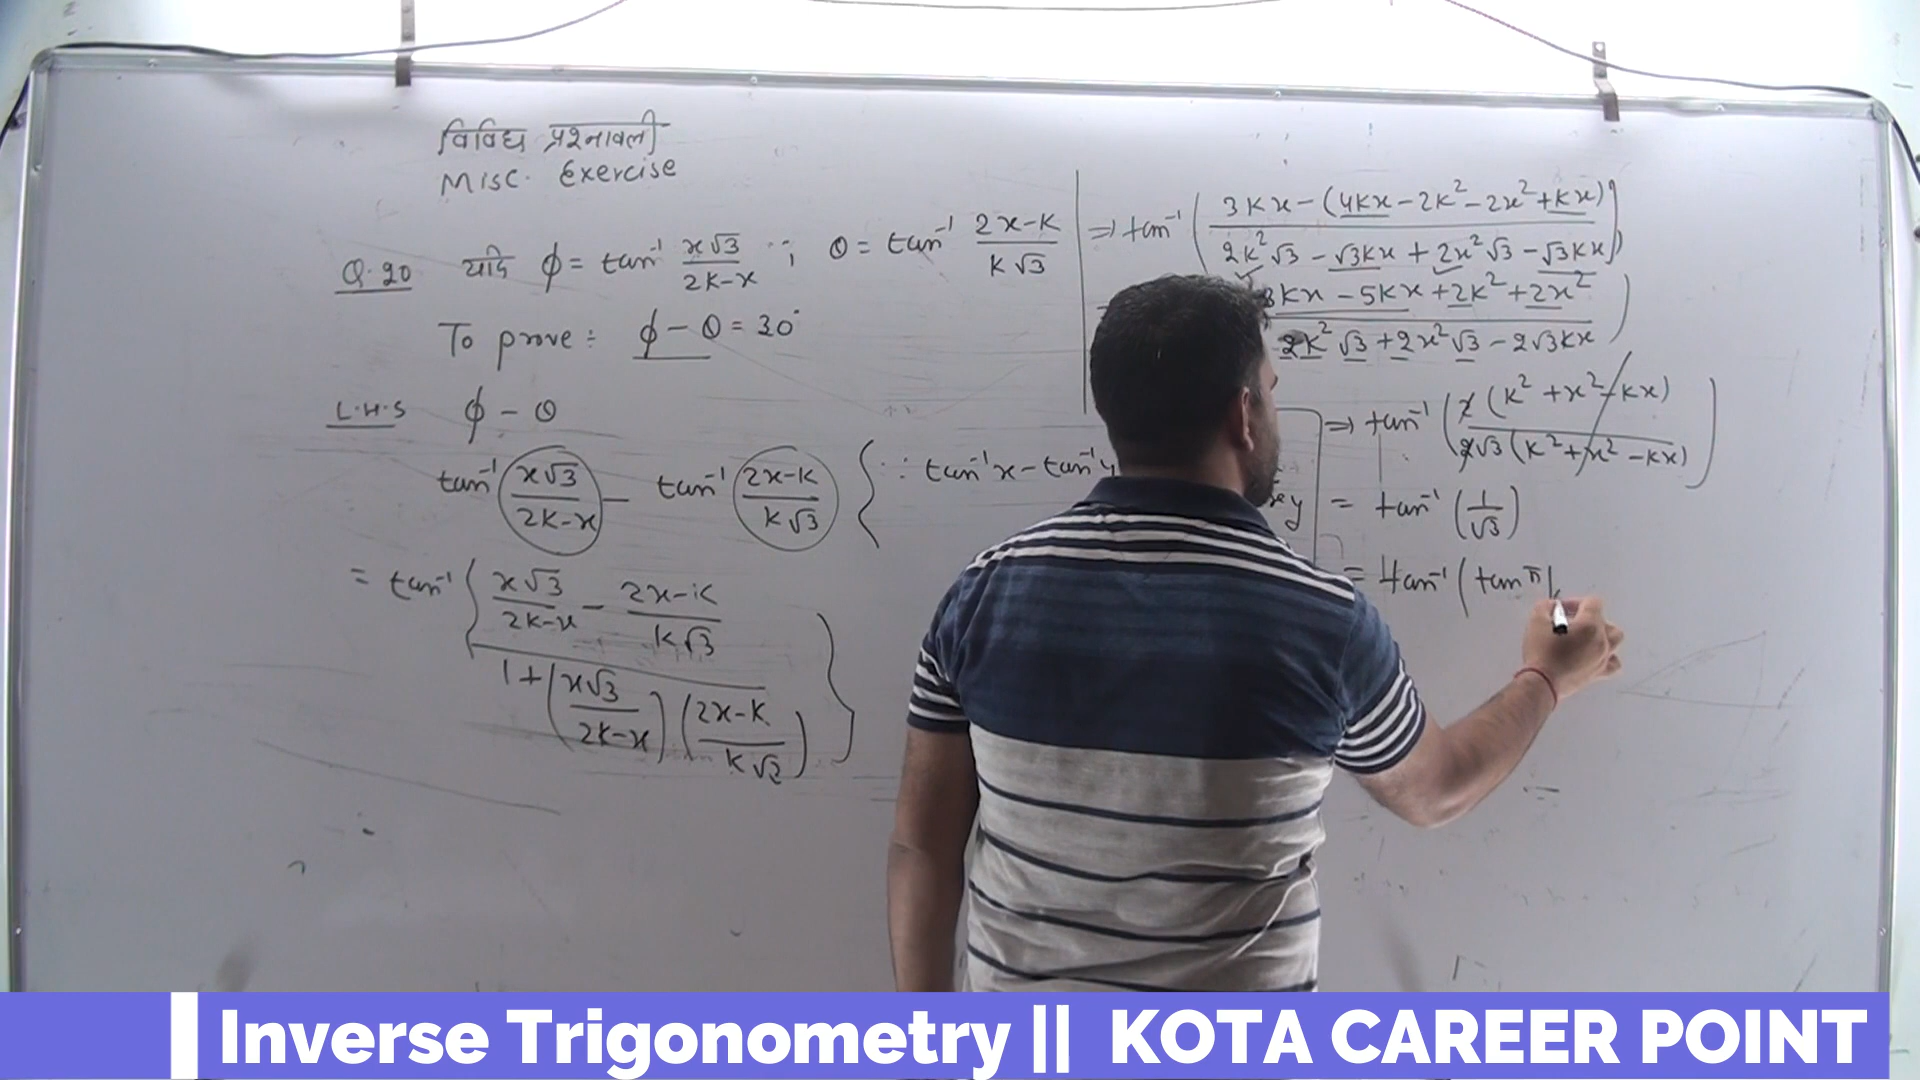 विविध प्रश्नावली
Misc. Exercise
Q.20 यदि ϕ = tan⁻¹ x√3/2k-x ; θ = tan⁻¹ 2x-k/k√3
To prove : ϕ - θ = 30°
L.H.S ϕ - θ
tan⁻¹ x√3/2k-x - tan⁻¹ 2x-k/k√3 { ∵ tan⁻¹x - tan⁻¹y
= tan⁻¹ { x√3/2k-x - 2x-k/k√3 / 1+(x√3/2k-x)(2x-k/k√3) }
⇒ tan⁻¹ ( 3kx-(4kx-2k²-2x²+kx) / 2k²√3-√3kx+2x²√3-√3kx )
3kx-5kx+2k²+2x² / 2k²√3+2x²√3-2√3kx )
⇒ tan⁻¹ ( 2(k²+x²-kx) / 2√3(k²+x²-kx) )
= tan⁻¹ (1/√3)
= tan⁻¹ ( tan π/
Inverse Trigonometry || KOTA CAREER POINT